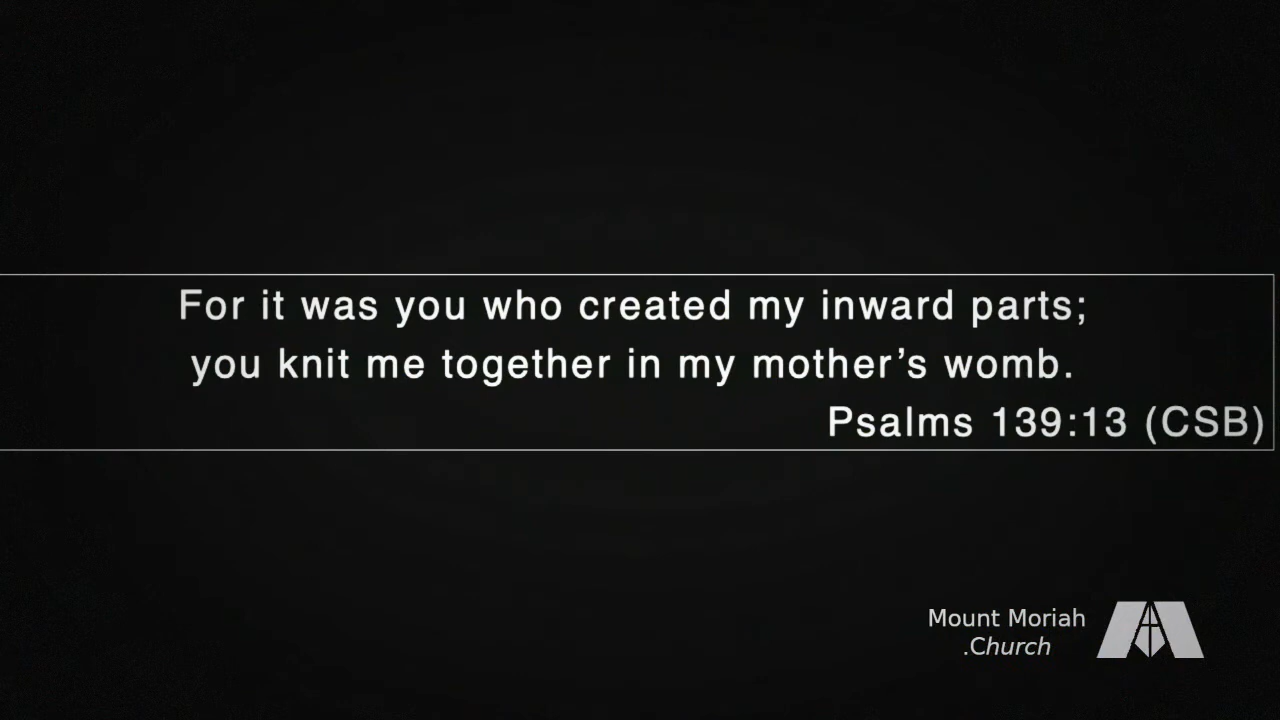 For it was you who created my inward parts;
you knit me together in my mother’s womb.
Psalms 139:13 (CSB)
Mount Moriah
.Church